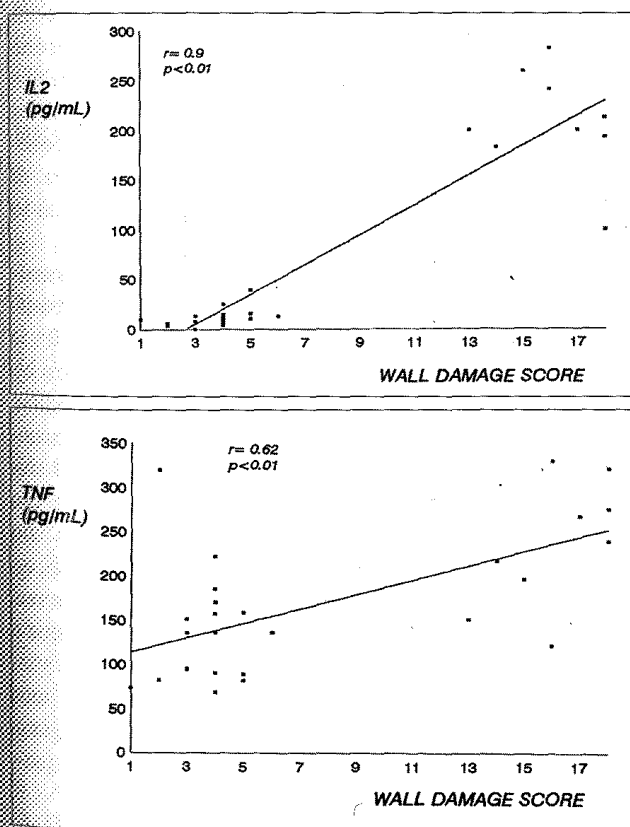 300
r= 0.9
p<0.01
250
IL2
(pg/mL)
200
150
100
50
0
1 3 5 7 9 11 13 15 17
WALL DAMAGE SCORE
350
r= 0.62
p<0.01
300
TNF
(pg/mL)
250
200
150
100
50
0
1 3 5 7 9 11 13 15 17
WALL DAMAGE SCORE